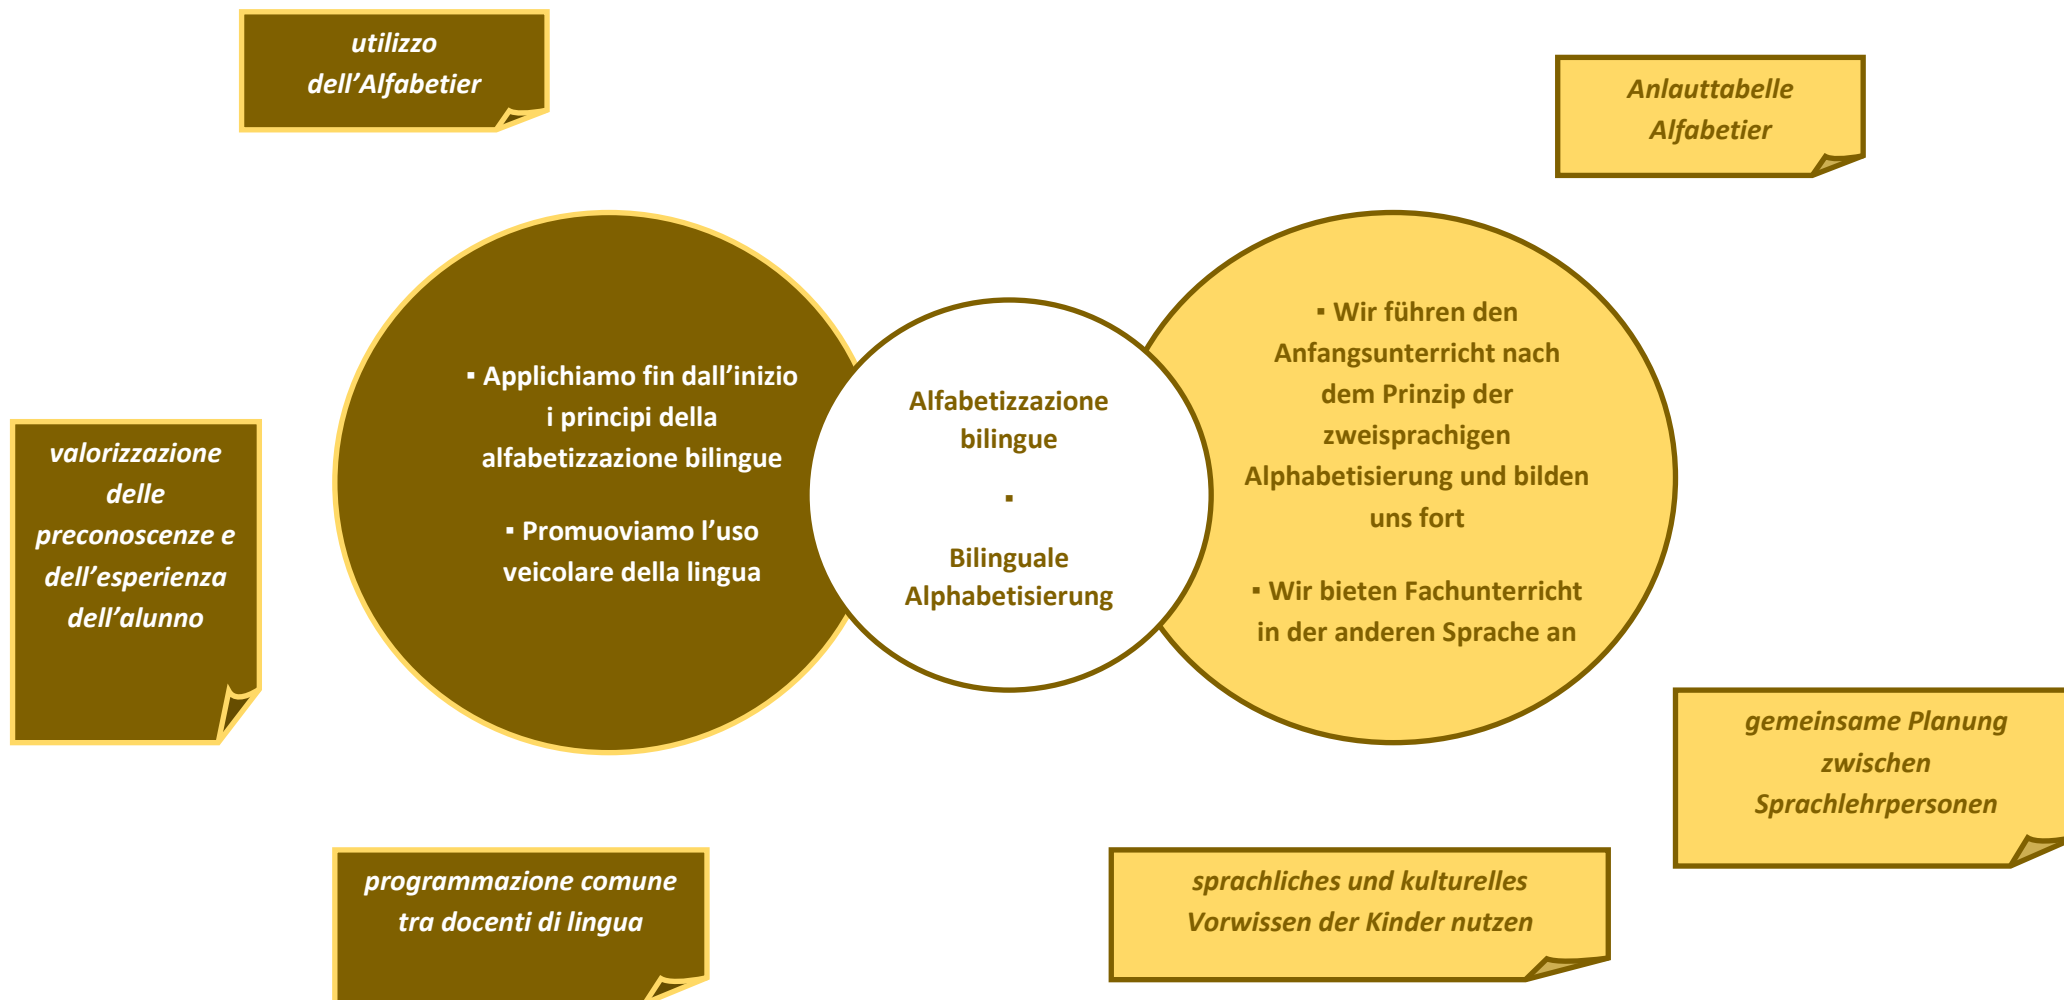 utilizzo
dell’Alfabetier
Anlauttabelle
Alfabetier
▪ Applichiamo fin dall’inizio
i principi della
alfabetizzazione bilingue
▪ Promuoviamo l’uso
veicolare della lingua
Alfabetizzazione
bilingue
▪
Bilinguale
Alphabetisierung
▪ Wir führen den
Anfangsunterricht nach
dem Prinzip der
zweisprachigen
Alphabetisierung und bilden
uns fort
▪ Wir bieten Fachunterricht
in der anderen Sprache an
valorizzazione
delle
preconoscenze e
dell’esperienza
dell’alunno
gemeinsame Planung
zwischen
Sprachlehrpersonen
programmazione comune
tra docenti di lingua
sprachliches und kulturelles
Vorwissen der Kinder nutzen